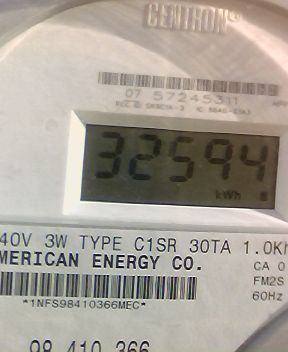 CENTRON®
07 57245311
32594
kWh
40V 3W TYPE C1SR 30TA 1.0Kh
MERICAN ENERGY CO.
CA 0
FM2S
60Hz
*1NFS98410366MEC*
98 410 366